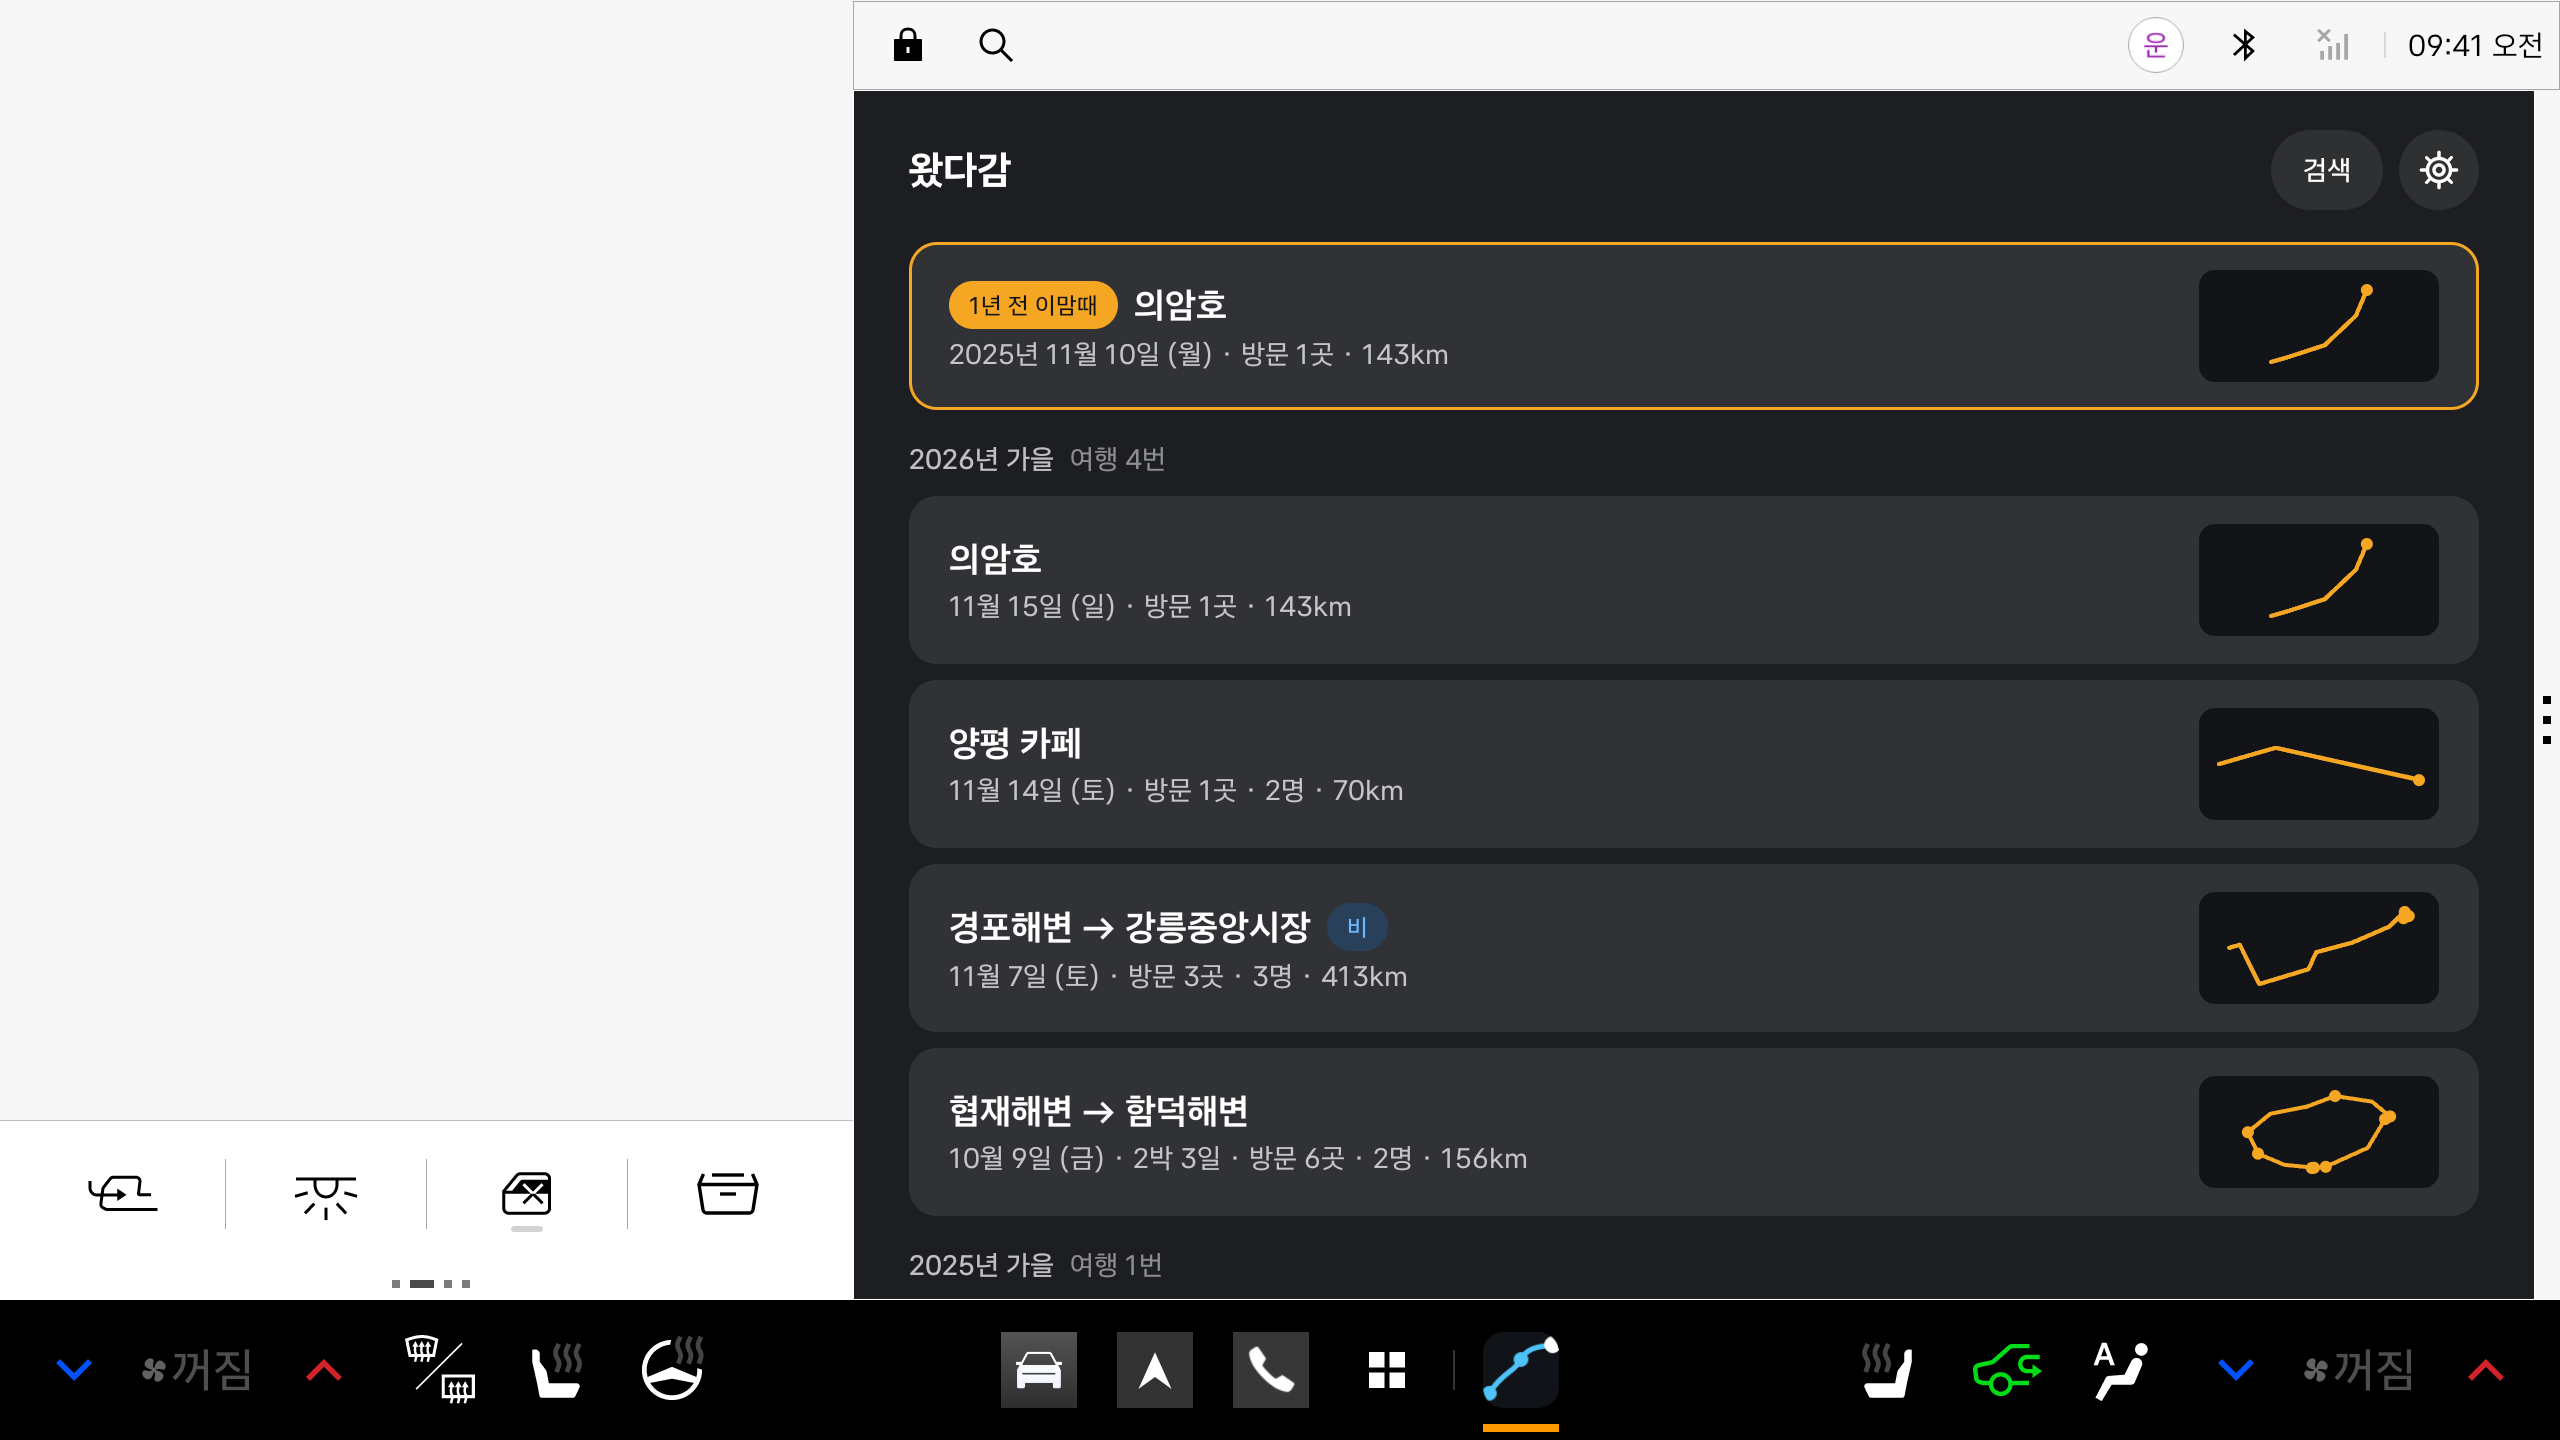 운
09:41 오전
왔다감
검색
1년 전 이맘때 의암호
2025년 11월 10일 (월) · 방문 1곳 · 143km
2026년 가을 여행 4번
의암호
11월 15일 (일) · 방문 1곳 · 143km
양평 카페
11월 14일 (토) · 방문 1곳 · 2명 · 70km
경포해변 → 강릉중앙시장 비
11월 7일 (토) · 방문 3곳 · 3명 · 413km
협재해변 → 함덕해변
10월 9일 (금) · 2박 3일 · 방문 6곳 · 2명 · 156km
2025년 가을 여행 1번
꺼짐
A
꺼짐